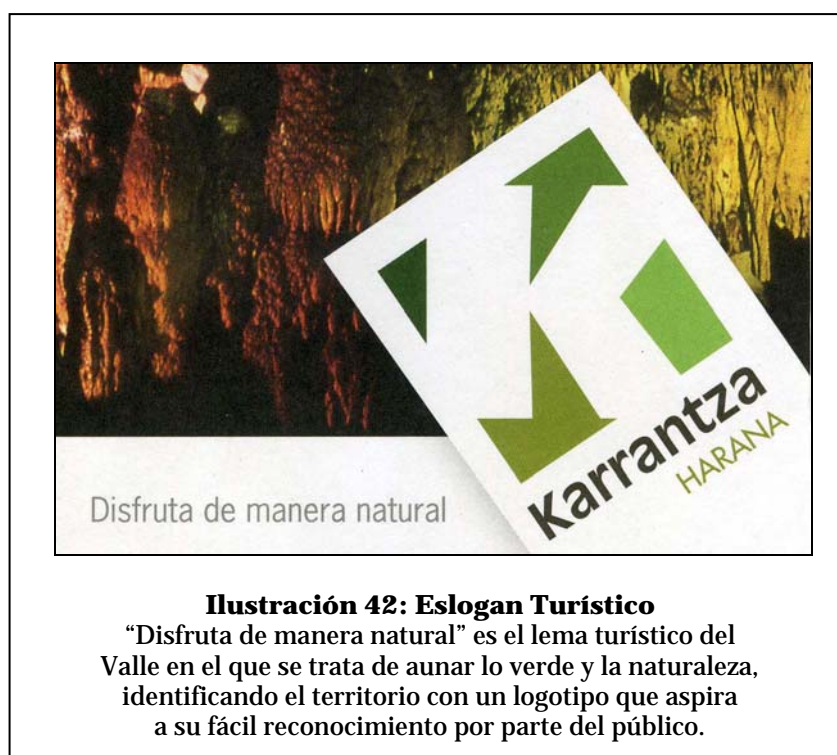 Disfruta de manera natural
Karrantza
HARANA
Ilustración 42: Eslogan Turístico
“Disfruta de manera natural” es el lema turístico del
Valle en el que se trata de aunar lo verde y la naturaleza,
identificando el territorio con un logotipo que aspira
a su fácil reconocimiento por parte del público.